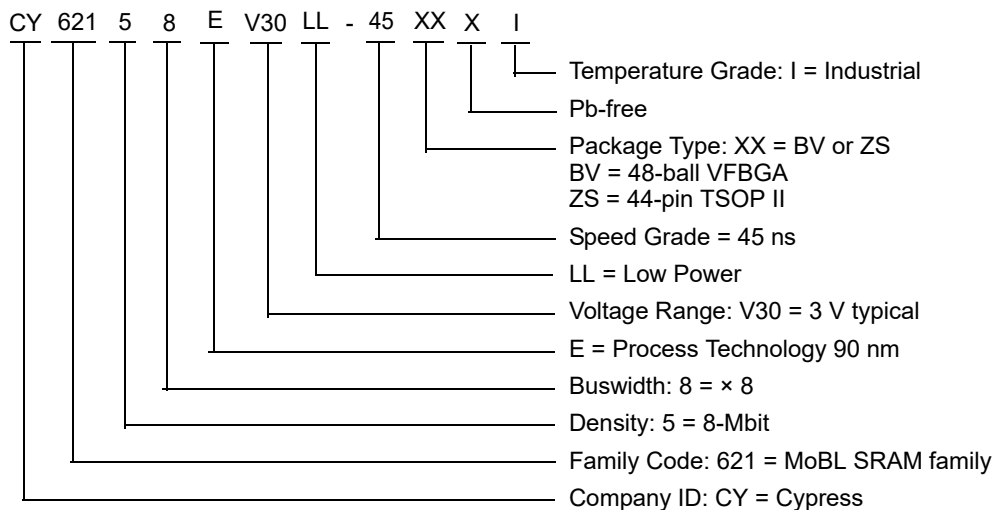 CY 621 5 8 E V30 LL - 45 XX X I
Temperature Grade: I = Industrial
Pb-free
Package Type: XX = BV or ZS
BV = 48-ball VFBGA
ZS = 44-pin TSOP II
Speed Grade = 45 ns
LL = Low Power
Voltage Range: V30 = 3 V typical
E = Process Technology 90 nm
Buswidth: 8 = × 8
Density: 5 = 8-Mbit
Family Code: 621 = MoBL SRAM family
Company ID: CY = Cypress